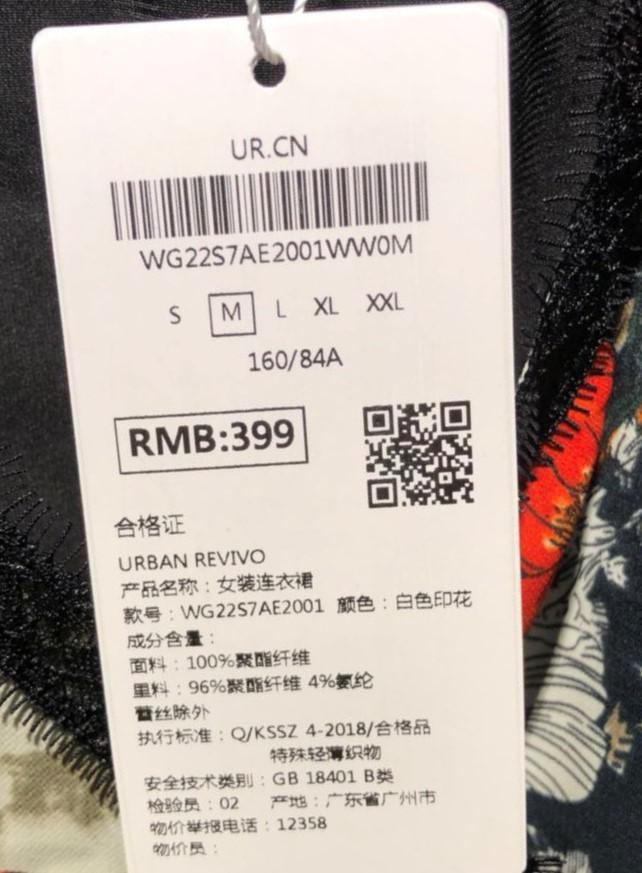 UR.CN
WG22S7AE2001WW0M
S M L XL XXL
160/84A
RMB:399
合格证
URBAN REVIVO
产品名称：女装连衣裙
款号：WG22S7AE2001 颜色：白色印花
成分含量：
面料：100%聚酯纤维
里料：96%聚酯纤维 4%氨纶
蕾丝除外
执行标准：Q/KSSZ 4-2018/合格品
特殊轻薄织物
安全技术类别：GB 18401 B类
检验员：02 产地：广东省广州市
物价举报电话：12358
物价员：